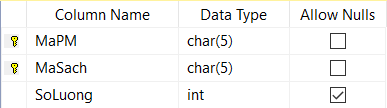 Column Name Data Type Allow Nulls
MaPM char(5)
MaSach char(5)
SoLuong int